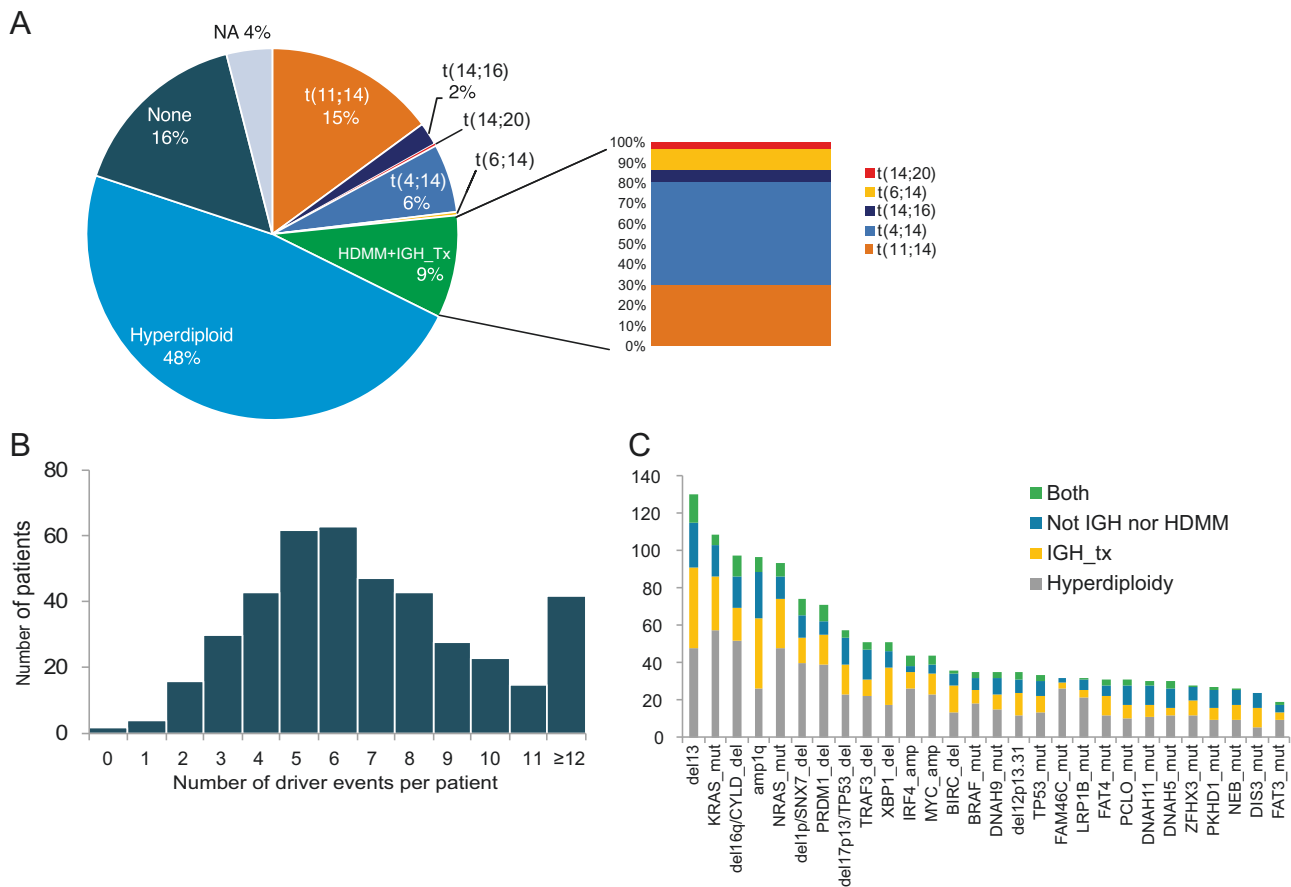 A
NA 4%
t(11;14)
15%
t(14;16)
2%
t(14;20)
t(6;14)
t(4;14)
6%
HDMM+IGH_Tx
9%
None
16%
Hyperdiploid
48%
100%
90%
80%
70%
60%
50%
40%
30%
20%
10%
0%
t(14;20)
t(6;14)
t(14;16)
t(4;14)
t(11;14)
B
Number of patients
80
60
40
20
0
0 1 2 3 4 5 6 7 8 9 10 11 ≥12
Number of driver events per patient
C
140
120
100
80
60
40
20
0
Both
Not IGH nor HDMM
IGH_tx
Hyperdiploidy
del13
KRAS_mut
del16q/CYLD_del
amp1q
NRAS_mut
del1p/SNX7_del
PRDM1_del
del17p13/TP53_del
TRAF3_del
XBP1_del
IRF4_amp
MYC_amp
BIRC_del
BRAF_mut
DNAH9_mut
del12p13.31
TP53_mut
FAM46C_mut
LRP1B_mut
FAT4_mut
PCLO_mut
DNAH11_mut
DNAH5_mut
ZFHX3_mut
PKHD1_mut
NEB_mut
DIS3_mut
FAT3_mut